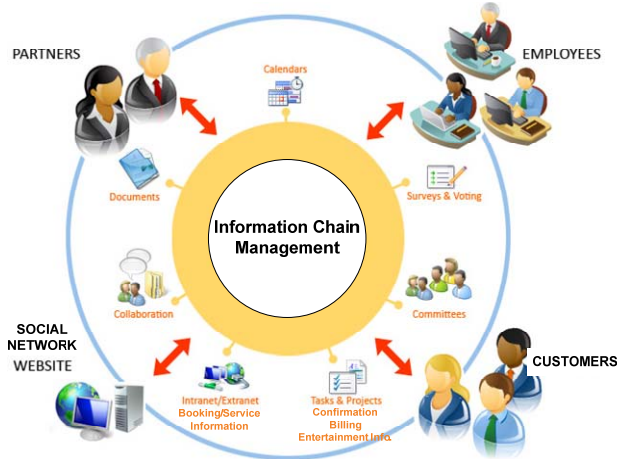 PARTNERS
EMPLOYEES
Calendars
Documents
Surveys & Voting
Information Chain
Management
Collaboration
Committees
SOCIAL
NETWORK
WEBSITE
CUSTOMERS
Intranet/Extranet
Booking/Service
Information
Tasks & Projects
Confirmation
Billing
Entertainment Info.